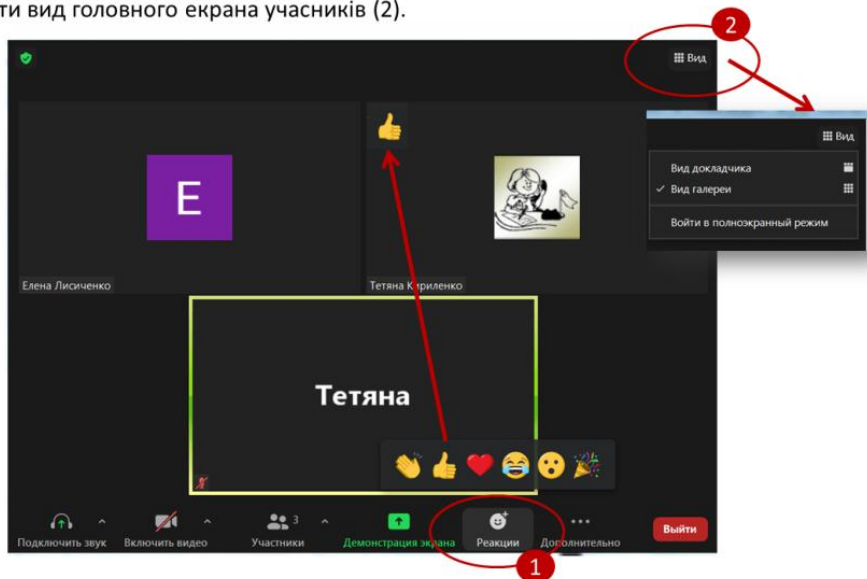 ти вид головного екрана учасників (2).
2
Вид
Вид
Вид докладчика
Вид галереи
Войти в полноэкранный режим
E
Елена Лисиченко
Тетяна Кириленко
Тетяна
3
Подключить звук
Включить видео
Участники
Демонстрация экрана
Реакции
Дополнительно
Выйти
1